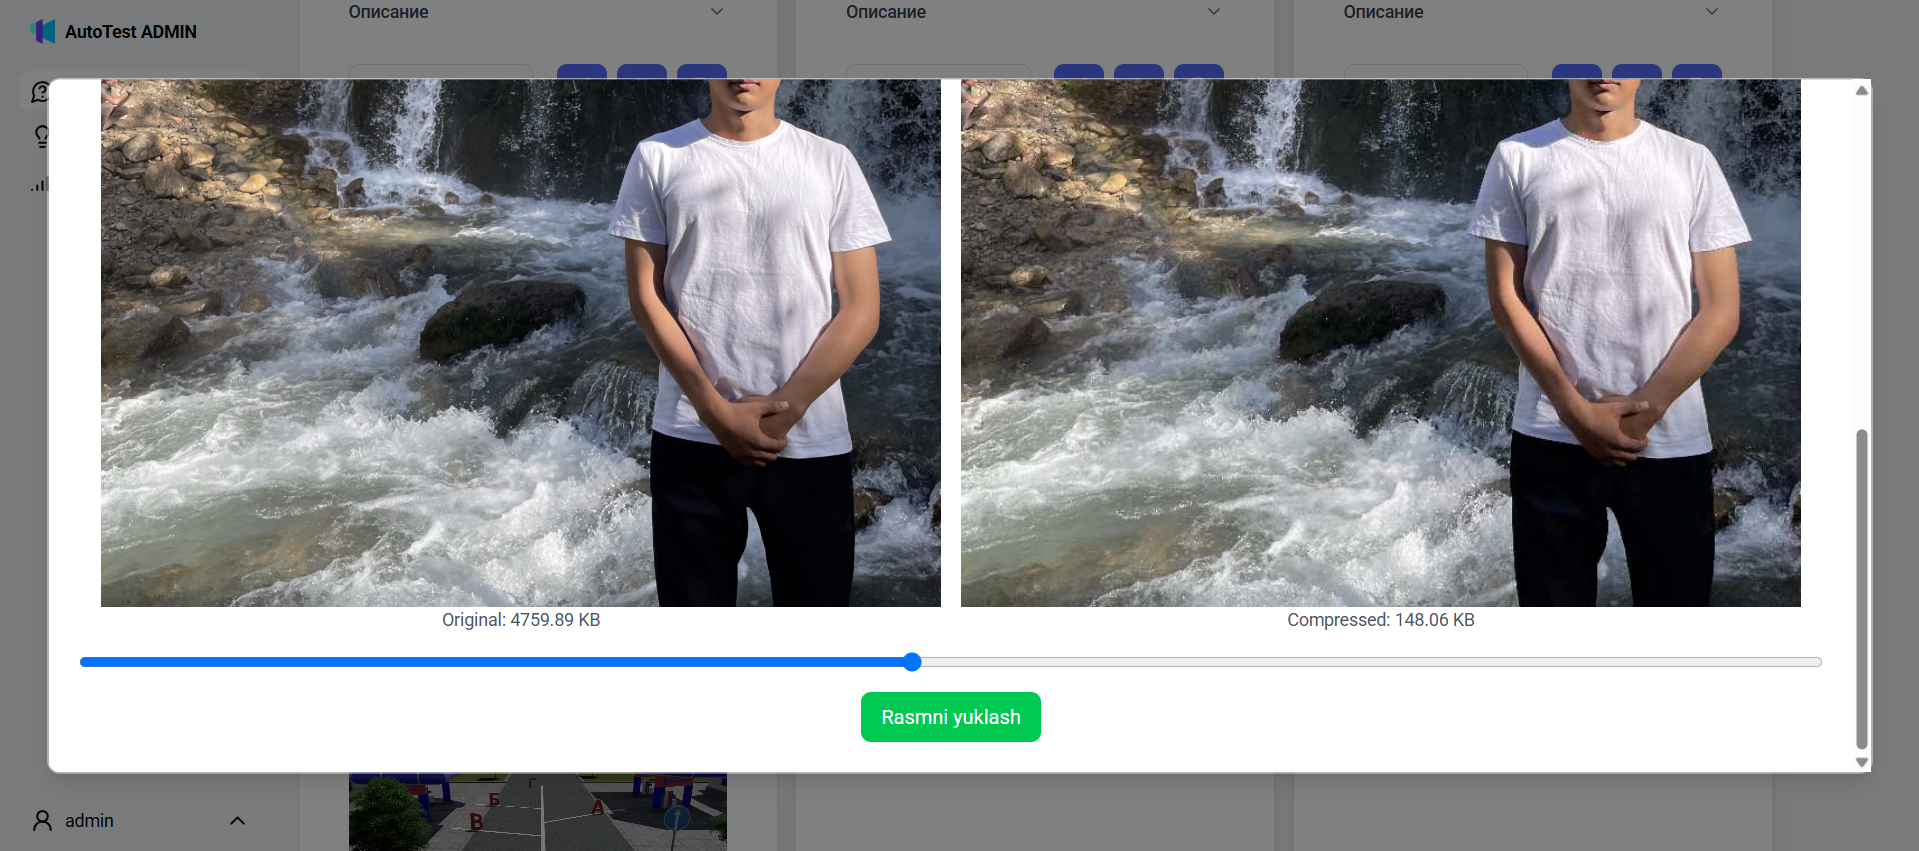 AutoTest ADMIN
Описание
Описание
Описание
Original: 4759.89 KB
Compressed: 148.06 KB
Rasmni yuklash
Г
Б
А
В
admin